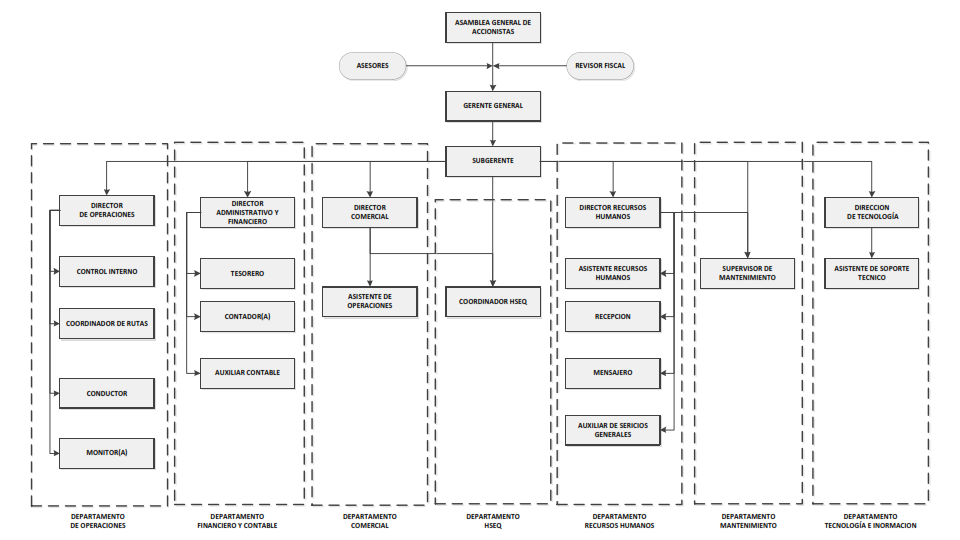 ASAMBLEA GENERAL DE
ACCIONISTAS
ASESORES
REVISOR FISCAL
GERENTE GENERAL
SUBGERENTE
DIRECTOR
DE OPERACIONES
CONTROL INTERNO
COORDINADOR DE RUTAS
CONDUCTOR
MONITOR(A)
DEPARTAMENTO
DE OPERACIONES
DIRECTOR
ADMINISTRATIVO Y
FINANCIERO
TESORERO
CONTADOR(A)
AUXILIAR CONTABLE
DEPARTAMENTO
FINANCIERO Y CONTABLE
DIRECTOR
COMERCIAL
ASISTENTE DE
OPERACIONES
DEPARTAMENTO
COMERCIAL
COORDINADOR HSEQ
DEPARTAMENTO
HSEQ
DIRECTOR RECURSOS
HUMANOS
ASISTENTE RECURSOS
HUMANOS
RECEPCION
MENSAJERO
AUXILIAR DE SERICIOS
GENERALES
DEPARTAMENTO
RECURSOS HUMANOS
SUPERVISOR DE
MANTENIMIENTO
DEPARTAMENTO
MANTENIMIENTO
DIRECCION
DE TECNOLOGÍA
ASISTENTE DE SOPORTE
TECNICO
DEPARTAMENTO
TECNOLOGÍA E INORMACION